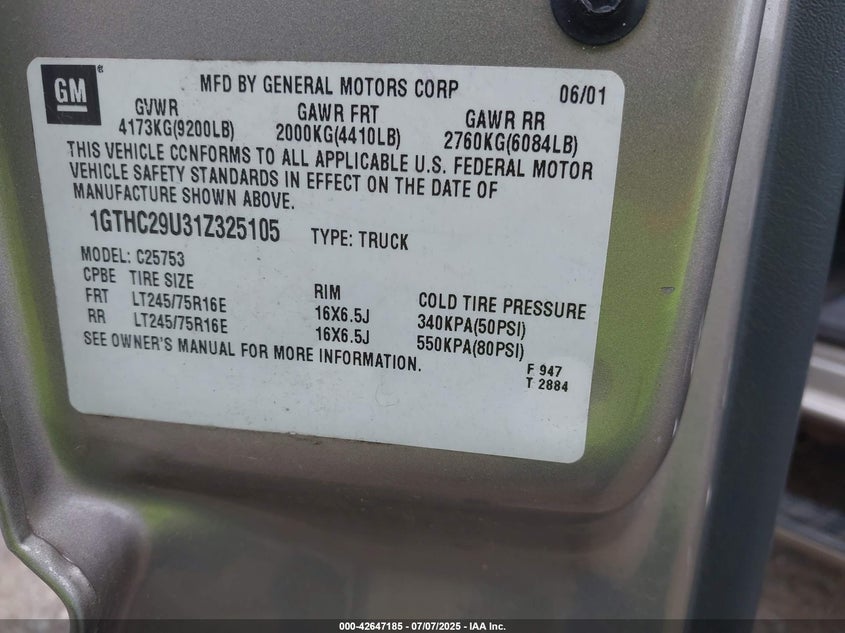 GM ®
MFD BY GENERAL MOTORS CORP 06/01
GVWR GAWR FRT GAWR RR
4173KG(9200LB) 2000KG(4410LB) 2760KG(6084LB)
THIS VEHICLE CCNFORMS TO ALL APPLICABLE U.S. FEDERAL MOTOR
VEHICLE SAFETY STANDARDS IN EFFECT ON THE DATE OF
MANUFACTURE SHOWN ABOVE.
1GTHC29U31Z325105 TYPE: TRUCK
MODEL: C25753
CPBE TIRE SIZE RIM COLD TIRE PRESSURE
FRT LT245/75R16E 16X6.5J 340KPA(50PSI)
RR LT245/75R16E 16X6.5J 550KPA(80PSI)
SEE OWNER'S MANUAL FOR MORE INFORMATION.
F 947
T 2884
000-42647185 - 07/07/2025 - IAA Inc.